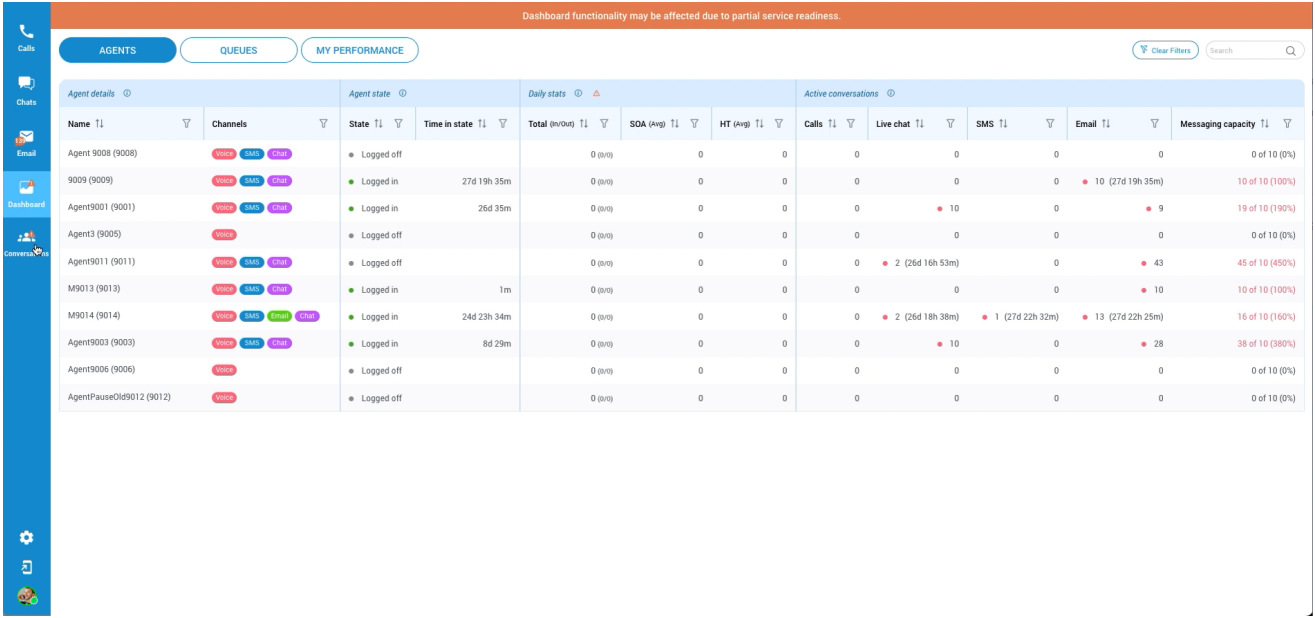 Dashboard functionality may be affected due to partial service readiness.
Calls
Chats
Email
Dashboard
AGENTS QUEUES MY PERFORMANCE Clear Filters Search
Agent details Agent state Daily stats Active conversations
Name Channels State Time in state Total (In/Out) SOA (Avg) HT (Avg) Calls Live chat SMS Email Messaging capacity
Agent 9008 (9008) Voice SMS Chat Logged off 0 (0/0) 0 0 0 0 0 0 0 of 10 (0%)
9009 (9009) Voice SMS Chat Logged in 27d 19h 35m 0 (0/0) 0 0 0 0 0 10 (27d 19h 35m) 10 of 10 (100%)
Agent9001 (9001) Voice SMS Chat Logged in 26d 35m 0 (0/0) 0 0 0 10 0 9 19 of 10 (190%)
Agent3 (9005) Voice Logged off 0 (0/0) 0 0 0 0 0 0 0 of 10 (0%)
Agent9011 (9011) Voice SMS Chat Logged off 0 (0/0) 0 0 0 2 (26d 16h 53m) 0 43 45 of 10 (450%)
M9013 (9013) Voice SMS Chat Logged in 1m 0 (0/0) 0 0 0 0 0 10 10 of 10 (100%)
M9014 (9014) Voice SMS Email Chat Logged in 24d 23h 34m 0 (0/0) 0 0 0 2 (26d 18h 38m) 1 (27d 22h 32m) 13 (27d 22h 25m) 16 of 10 (160%)
Agent9003 (9003) Voice SMS Chat Logged in 8d 29m 0 (0/0) 0 0 0 10 0 28 38 of 10 (380%)
Agent9006 (9006) Voice Logged off 0 (0/0) 0 0 0 0 0 0 0 of 10 (0%)
AgentPauseOld9012 (9012) Voice Logged off 0 (0/0) 0 0 0 0 0 0 0 of 10 (0%)